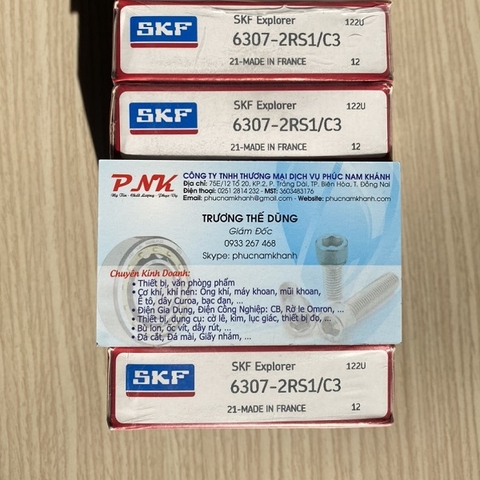 SKF
SKF Explorer
122U
6307-2RS1/C3
21-MADE IN FRANCE
12
SKF
SKF Explorer
122U
6307-2RS1/C3
21-MADE IN FRANCE
12
PNK
Uy Tín - Chất Lượng - Phục Vụ
CÔNG TY TNHH THƯƠNG MẠI DỊCH VỤ PHÚC NAM KHÁNH
Địa chỉ: 75E/12 Tổ 20, KP.2, P. Trảng Dài, TP. Biên Hòa, T. Đồng Nai
Điện thoại: 0251 2814 232 - MST: 3603483176
Email: phucnamkhanh@gmail.com - Website: phucnamkhanh.com
TRƯƠNG THẾ DŨNG
Giám Đốc
0933 267 468
Skype: phucnamkhanh
Chuyên Kinh Doanh:
• Thiết bị, văn phòng phẩm
• Cơ khí, khí nén: Ống khí, máy khoan, mũi khoan,
Ê tô, dây Curoa, bạc đạn, ...
• Điện Gia Dụng, Điện Công Nghiệp: CB, Rờ le Omron, ...
• Thiết bị, dụng cụ: cờ lê, kìm, lục giác, thiết bị đo, ...
• Bù lon, ốc vít, dây rút, ...
• Đá cắt, Đá mài, Giấy nhám, ...
SKF
SKF Explorer
122U
6307-2RS1/C3
21-MADE IN FRANCE
12